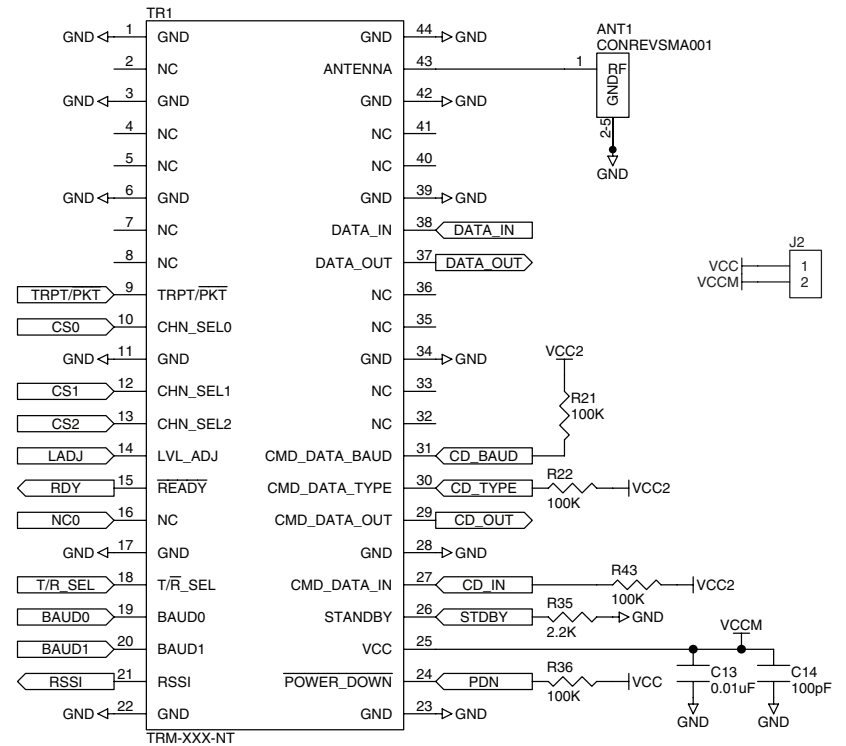 TR1
ANT1
CONREVSMA001
GND 1 GND GND 44 GND
2 NC ANTENNA 43 1 RF
GND
2-5
GND
GND 3 GND GND 42 GND
4 NC NC 41
5 NC NC 40
GND 6 GND GND 39 GND
7 NC DATA_IN 38 DATA_IN
8 NC DATA_OUT 37 DATA_OUT
J2
VCC 1
VCCM 2
TRPT/PKT 9 TRPT/PKT NC 36
CS0 10 CHN_SEL0 NC 35
GND 11 GND GND 34 GND
VCC2
CS1 12 CHN_SEL1 NC 33
R21
100K
CS2 13 CHN_SEL2 NC 32
LADJ 14 LVL_ADJ CMD_DATA_BAUD 31 CD_BAUD
RDY 15 READY CMD_DATA_TYPE 30 CD_TYPE R22 VCC2
100K
NC0 16 NC CMD_DATA_OUT 29 CD_OUT
GND 17 GND GND 28 GND
T/R_SEL 18 T/R_SEL CMD_DATA_IN 27 CD_IN R43 VCC2
100K
BAUD0 19 BAUD0 STANDBY 26 STDBY R35 GND
2.2K
VCCM
BAUD1 20 BAUD1 VCC 25
RSSI 21 RSSI POWER_DOWN 24 PDN R36 VCC
100K
C13
0.01uF
C14
100pF
GND GND
GND 22 GND GND 23 GND
TRM-XXX-NT